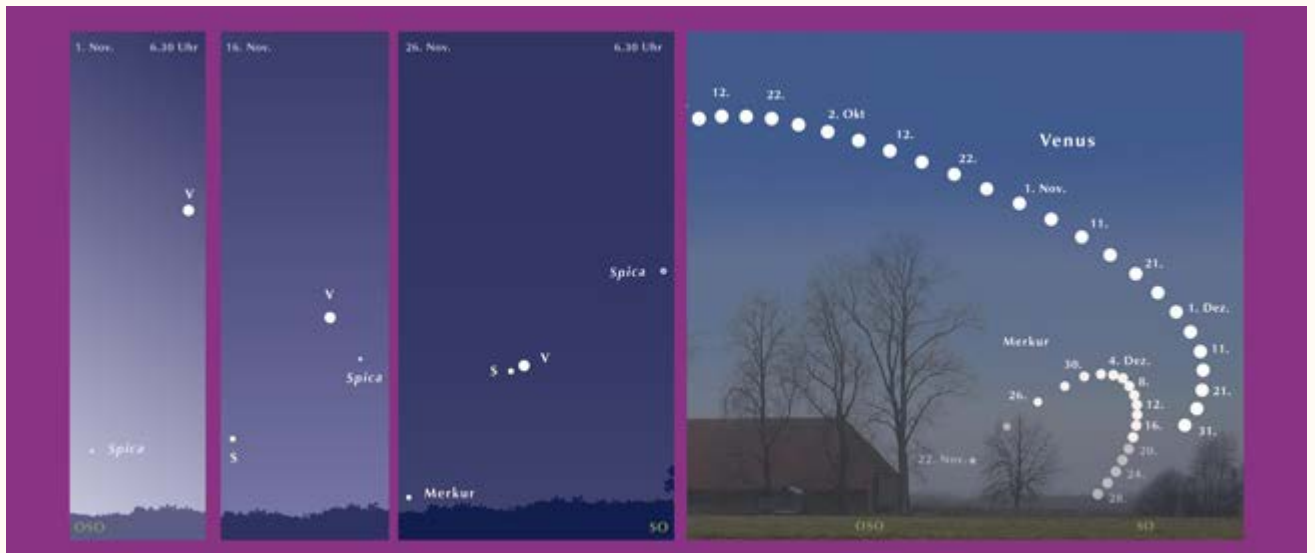 1. Nov. 6.30 Uhr
V
Spica
OSO
16. Nov.
V
Spica
S
26. Nov. 6.30 Uhr
Spica
S V
Merkur
SO
12. 22.
2. Okt
12.
Venus
22.
1. Nov.
11.
21.
1. Dez.
Merkur
4. Dez.
30.
11.
8.
26.
21.
12.
16.
31.
20.
22. Nov.
24.
28.
OSO SO